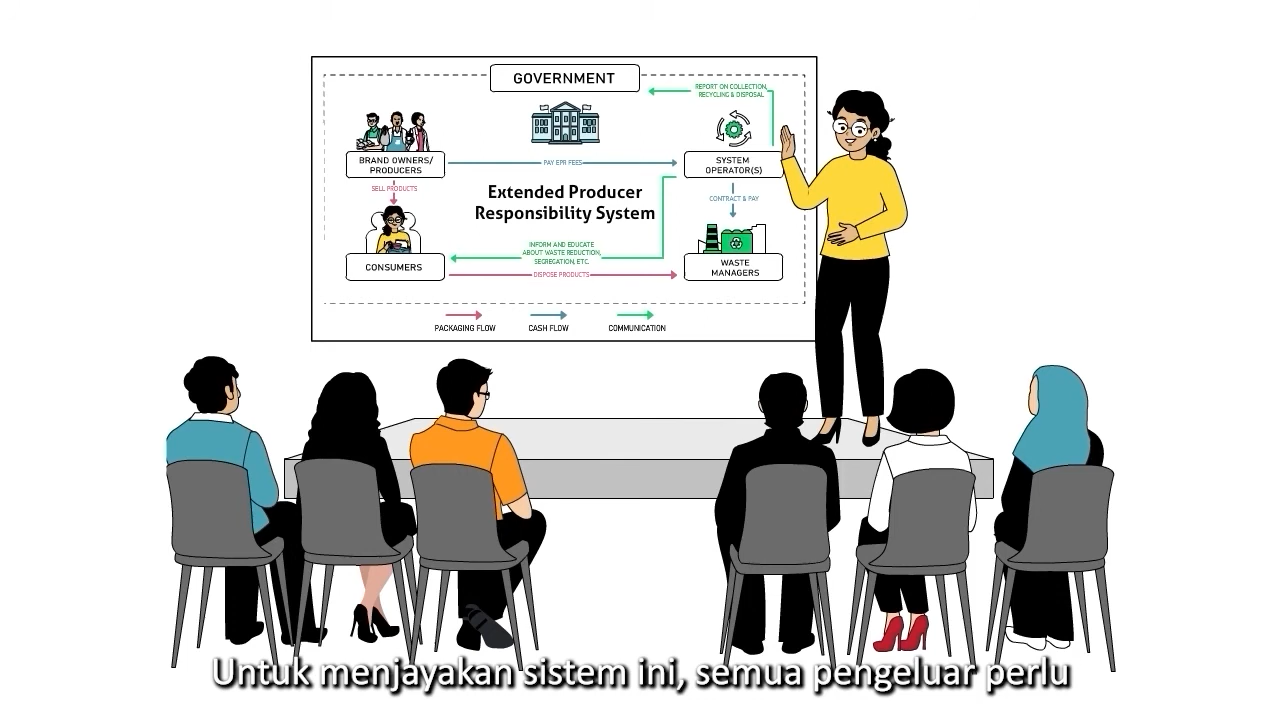 GOVERNMENT
REPORT ON COLLECTION,
RECYCLING & DISPOSAL
BRAND OWNERS/
PRODUCERS
PAY EPR FEES
SYSTEM
OPERATOR(S)
SELL PRODUCTS
Extended Producer
Responsibility System
CONTRACT & PAY
INFORM AND EDUCATE
ABOUT WASTE REDUCTION,
SEGREGATION, ETC.
CONSUMERS
DISPOSE PRODUCTS
WASTE
MANAGERS
PACKAGING FLOW
CASH FLOW
COMMUNICATION
Untuk menjayakan sistem ini, semua pengeluar perlu